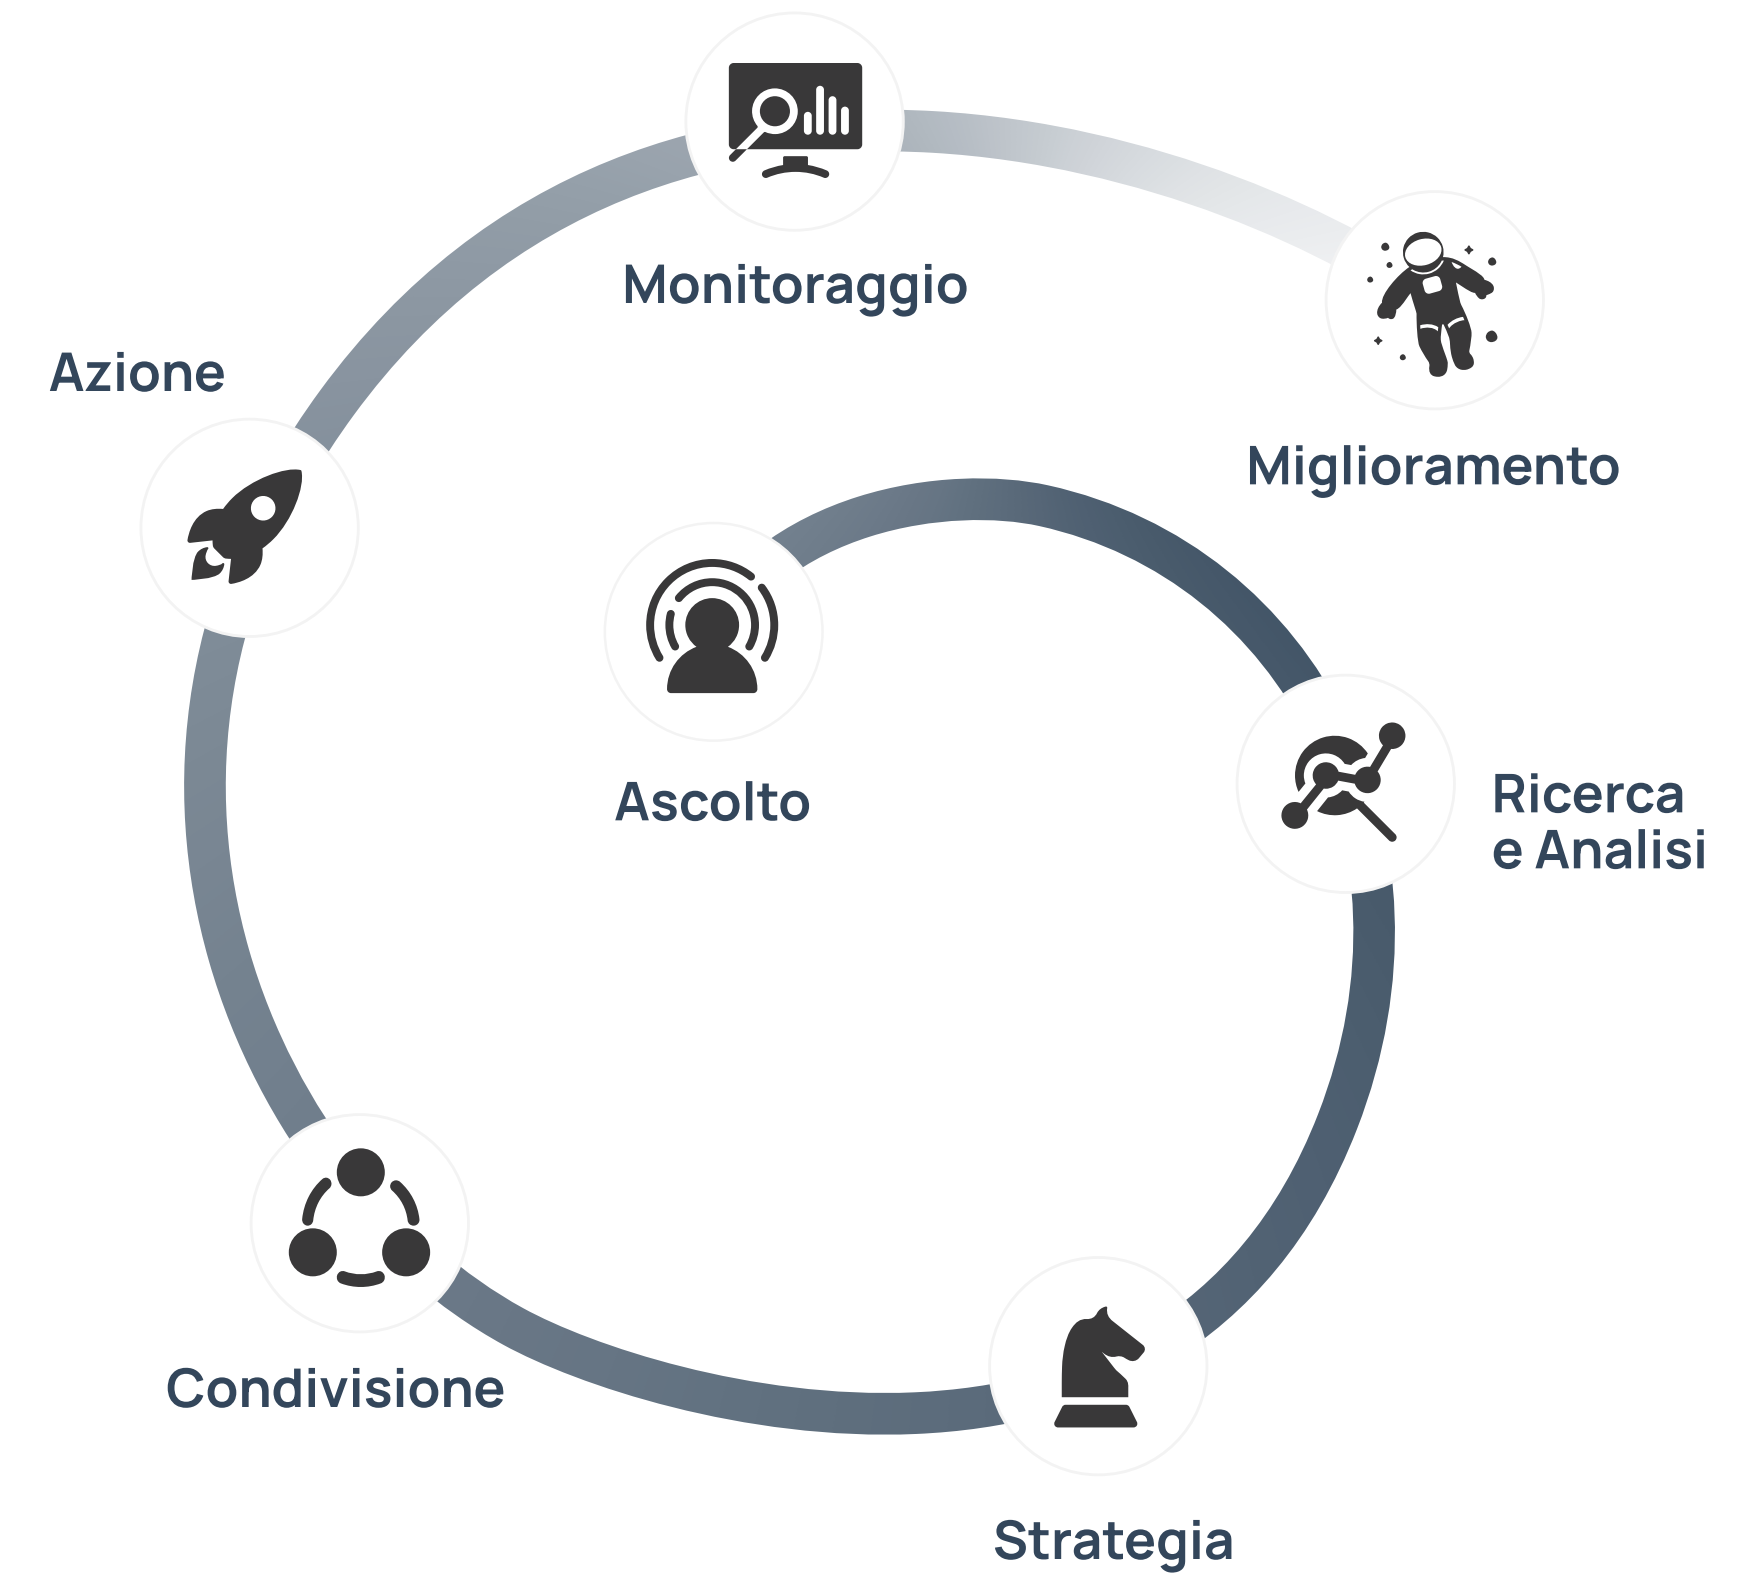 Monitoraggio
Azione
Miglioramento
Ascolto
Ricerca
e Analisi
Condivisione
Strategia